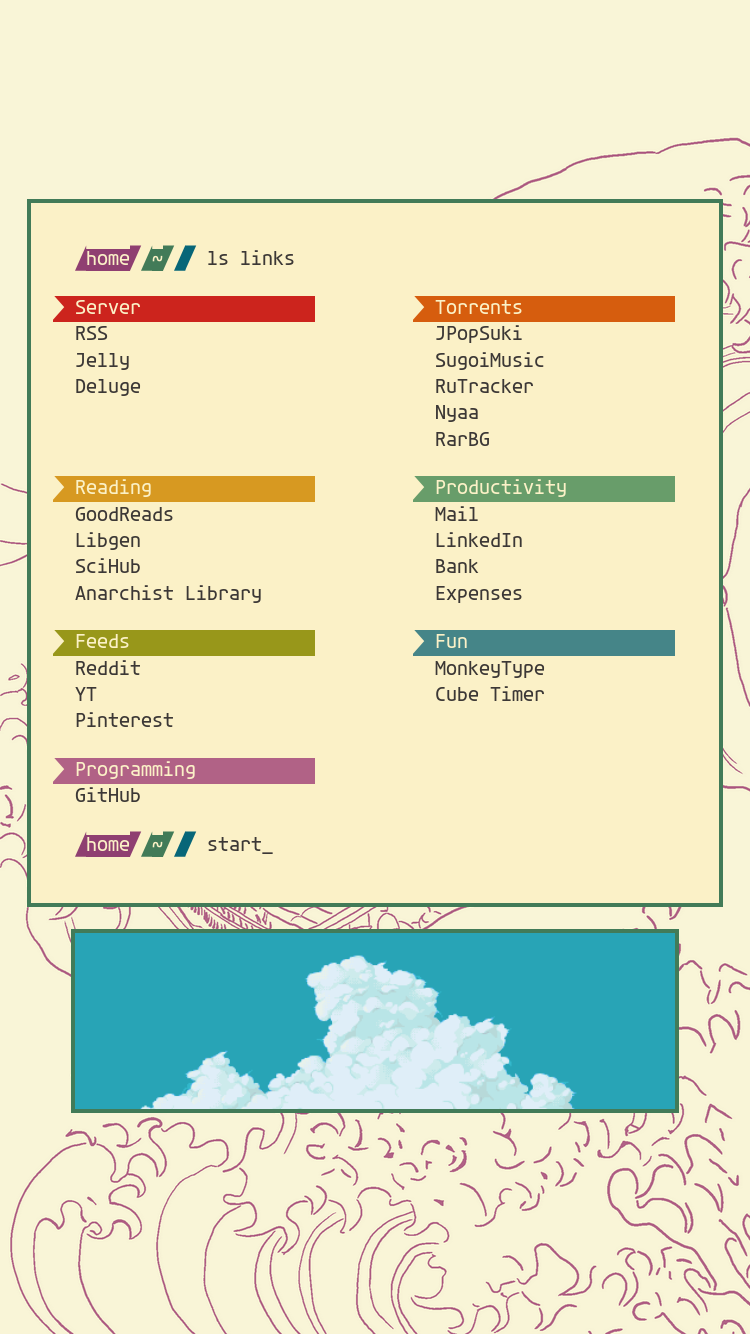 home ~ ls links
Server
RSS
Jelly
Deluge
Torrents
JPopSuki
SugoiMusic
RuTracker
Nyaa
RarBG
Reading
GoodReads
Libgen
SciHub
Anarchist Library
Productivity
Mail
LinkedIn
Bank
Expenses
Feeds
Reddit
YT
Pinterest
Fun
MonkeyType
Cube Timer
Programming
GitHub
home ~ start_